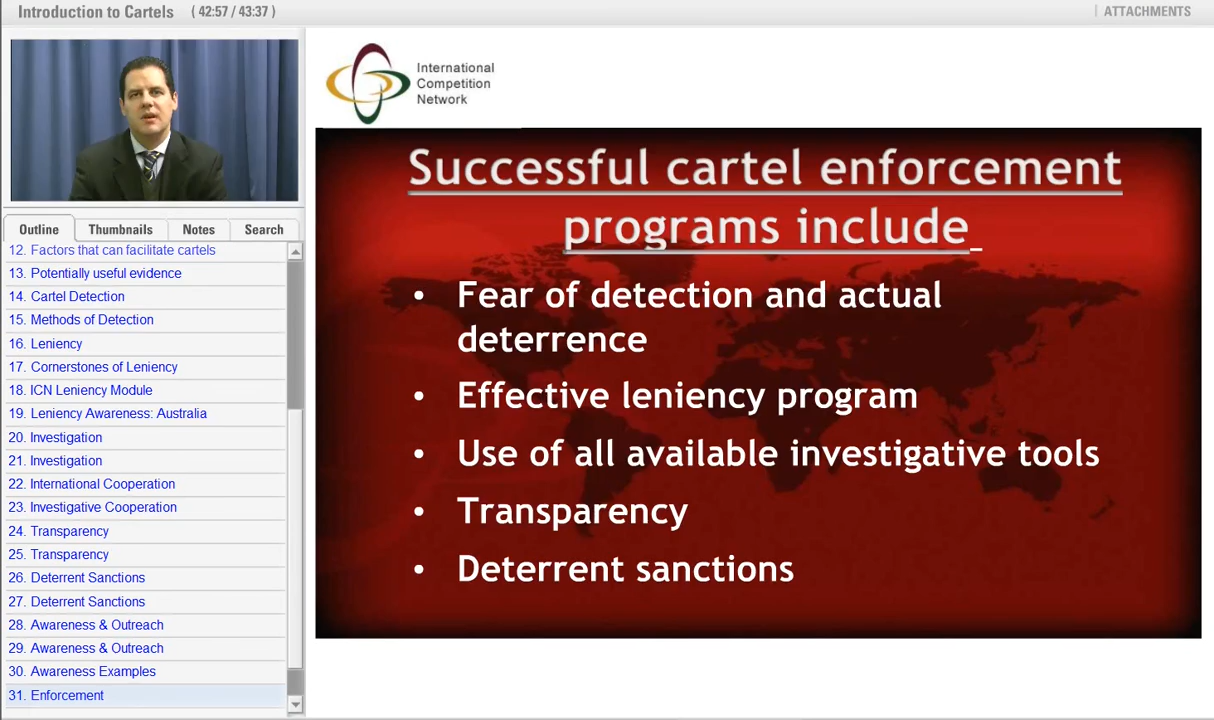 Introduction to Cartels ( 42:57 / 43:37 )
ATTACHMENTS
International
Competition
Network
Outline Thumbnails Notes Search
12. Factors that can facilitate cartels
13. Potentially useful evidence
14. Cartel Detection
15. Methods of Detection
16. Leniency
17. Cornerstones of Leniency
18. ICN Leniency Module
19. Leniency Awareness: Australia
20. Investigation
21. Investigation
22. International Cooperation
23. Investigative Cooperation
24. Transparency
25. Transparency
26. Deterrent Sanctions
27. Deterrent Sanctions
28. Awareness & Outreach
29. Awareness & Outreach
30. Awareness Examples
31. Enforcement
Successful cartel enforcement
programs include
• Fear of detection and actual
deterrence
• Effective leniency program
• Use of all available investigative tools
• Transparency
• Deterrent sanctions